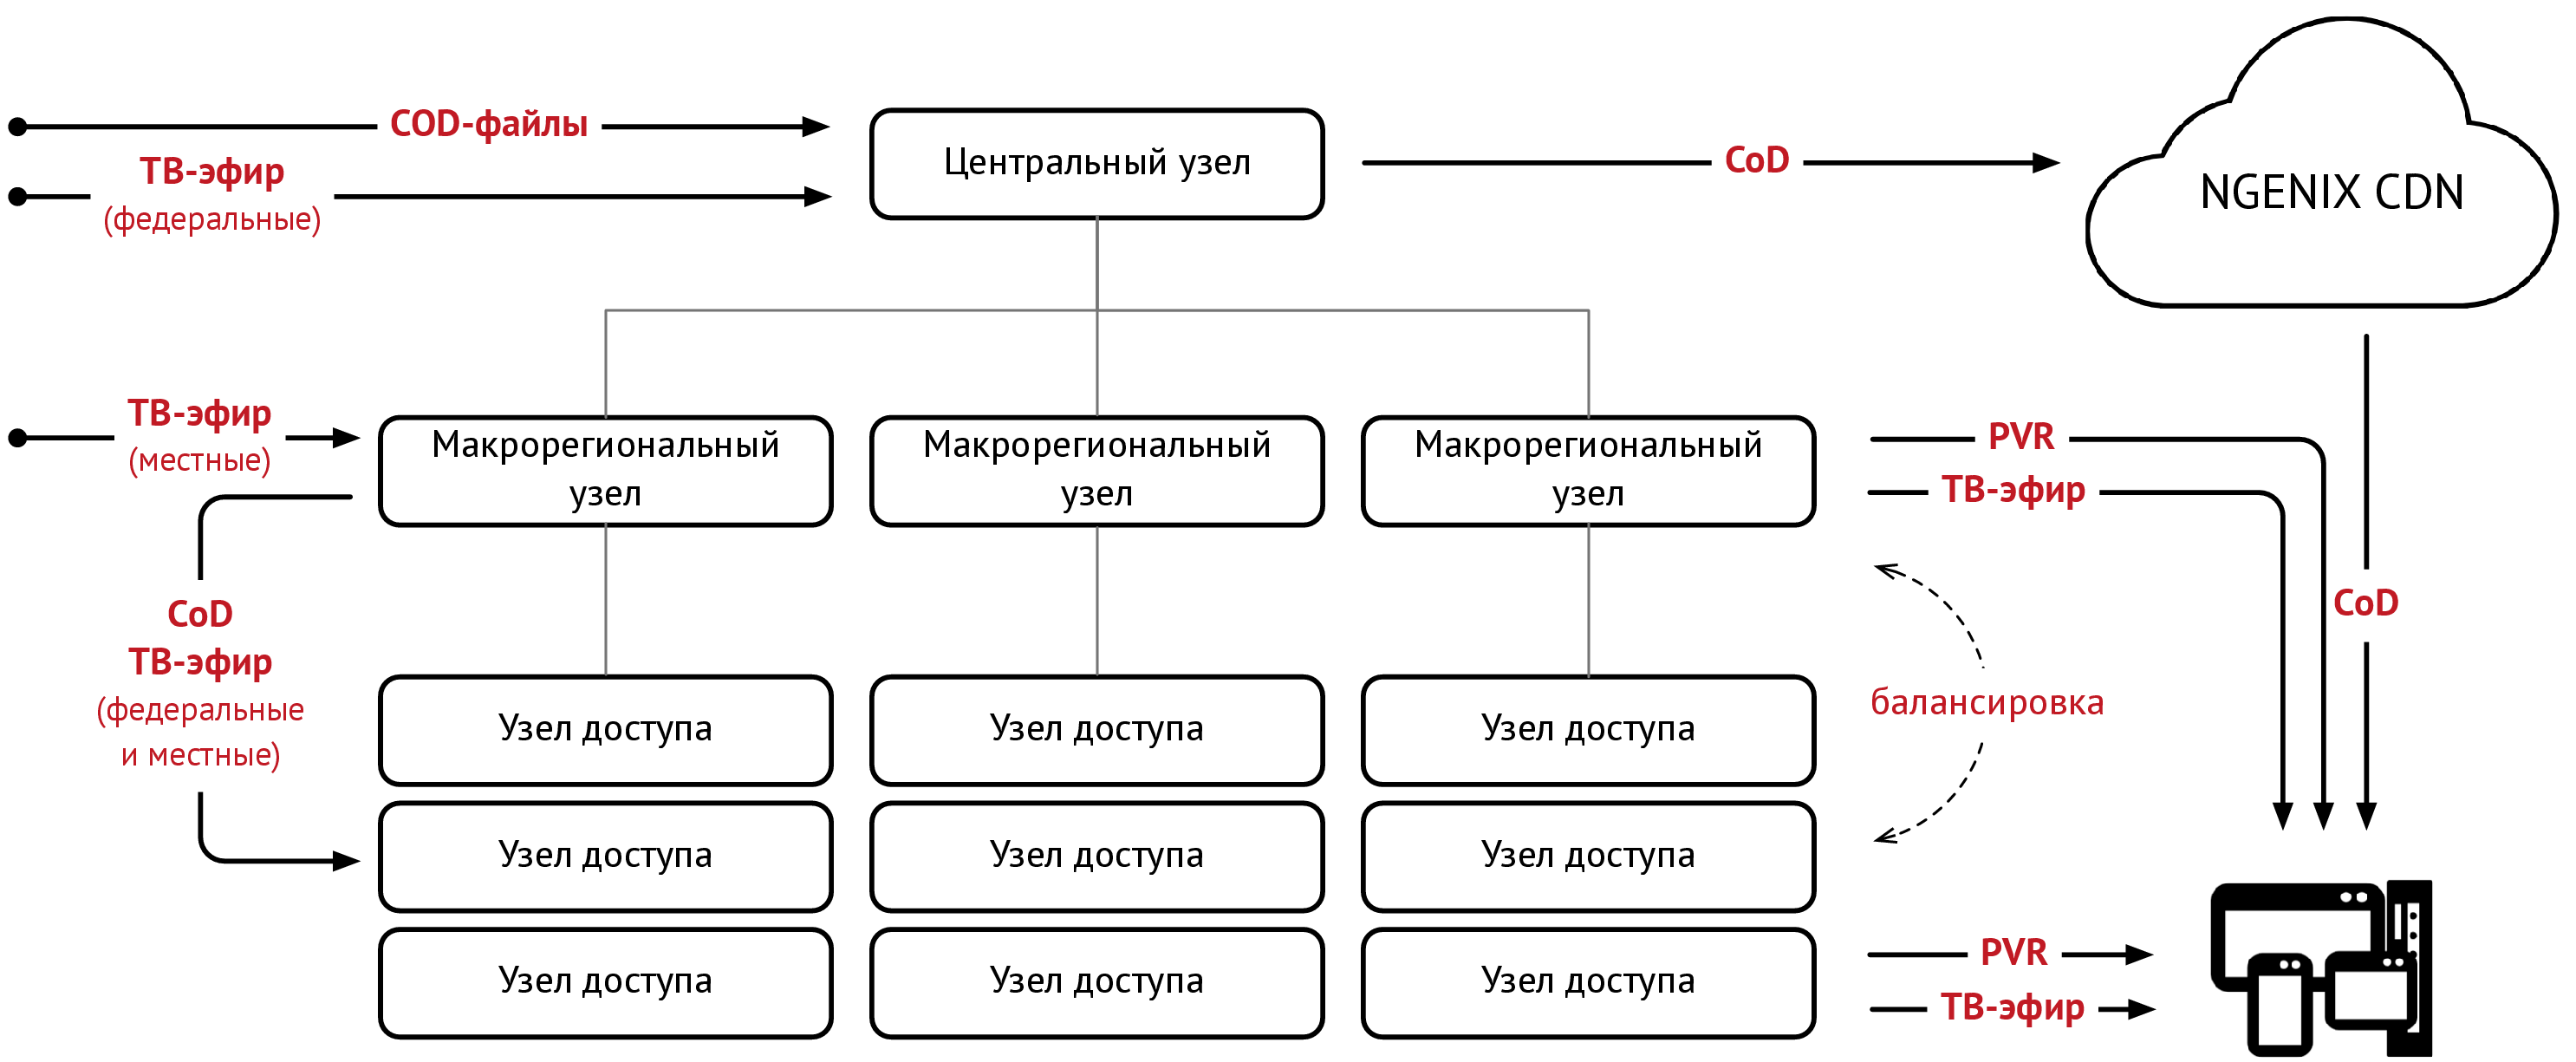 COD-файлы
ТВ-эфир
(федеральные)
Центральный узел
CoD
NGENIX CDN
ТВ-эфир
(местные)
Макрорегиональный
узел
Макрорегиональный
узел
Макрорегиональный
узел
PVR
ТВ-эфир
CoD
CoD
ТВ-эфир
(федеральные
и местные)
балансировка
Узел доступа
Узел доступа
Узел доступа
Узел доступа
Узел доступа
Узел доступа
Узел доступа
Узел доступа
Узел доступа
PVR
ТВ-эфир